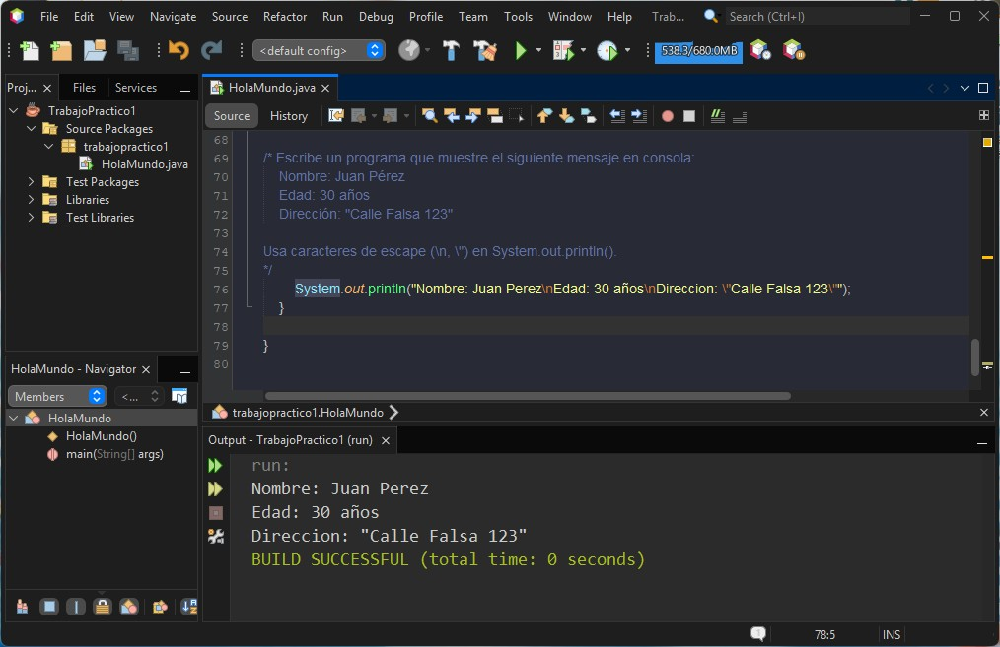 File Edit View Navigate Source Refactor Run Debug Profile Team Tools Window Help Trab... Search (Ctrl+I)
<default config> 538.3/680.0MB
Proj... Files Services
TrabajoPractico1
Source Packages
trabajopractico1
HolaMundo.java
Test Packages
Libraries
Test Libraries
HolaMundo.java
Source History
68
69 /* Escribe un programa que muestre el siguiente mensaje en consola:
70 Nombre: Juan Pérez
71 Edad: 30 años
72 Dirección: "Calle Falsa 123"
73
74 Usa caracteres de escape (\n, \") en System.out.println().
75 */
76 System.out.println("Nombre: Juan Perez\nEdad: 30 años\nDireccion: \"Calle Falsa 123\"");
77 }
78
79 }
80
trabajopractico1.HolaMundo
HolaMundo - Navigator
Members <...
HolaMundo
HolaMundo()
main(String[] args)
Output - TrabajoPractico1 (run)
run:
Nombre: Juan Perez
Edad: 30 años
Direccion: "Calle Falsa 123"
BUILD SUCCESSFUL (total time: 0 seconds)
1 78:5 INS